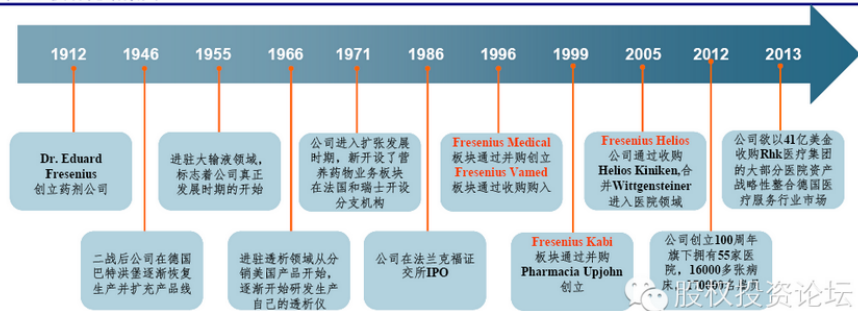 1912
1946
1955
1966
1971
1986
1996
1999
2005
2012
2013
Dr. Eduard
Fresenius
创立药剂公司
二战后公司在德国
巴特洪堡逐渐恢复
生产并扩充产品线
进驻大输液领域，
标志着公司真正
发展时期的开始
进驻透析领域从分
销美国产品开始，
逐渐开始研发生产
自己的透析仪
公司进入扩张发展
时期，新开设了营
养药物业务板块
在法国和瑞士开设
分支机构
公司在法兰克福证
交所IPO
Fresenius Medical
板块通过并购创立
Fresenius Vamed
板块通过收购购入
Fresenius Kabi
板块通过并购
Pharmacia Upjohn
创立
Fresenius Helios
公司通过收购
Helios Kiniken,合
并Wittgensteiner
进入医院领域
公司创立100周年
旗下拥有55家医
院，16000多张病
床，170000名
公司欲以41亿美金
收购Rhk医疗集团
的大部分医院资产
战略性整合德国医
疗服务行业市场
股权投资论坛